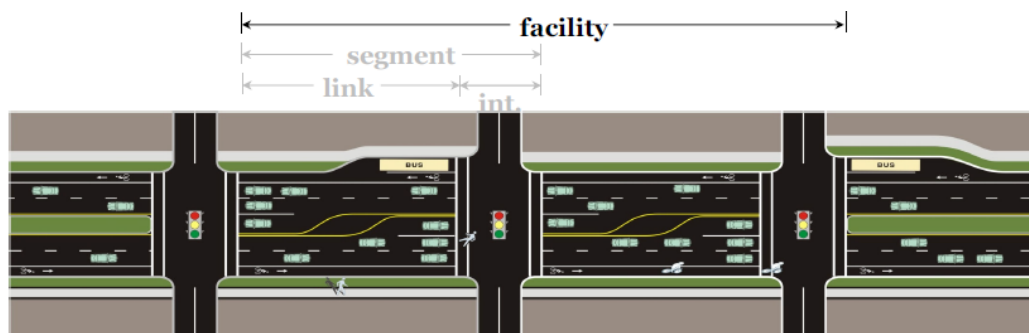 facility
segment
link
int.
BUS
BUS